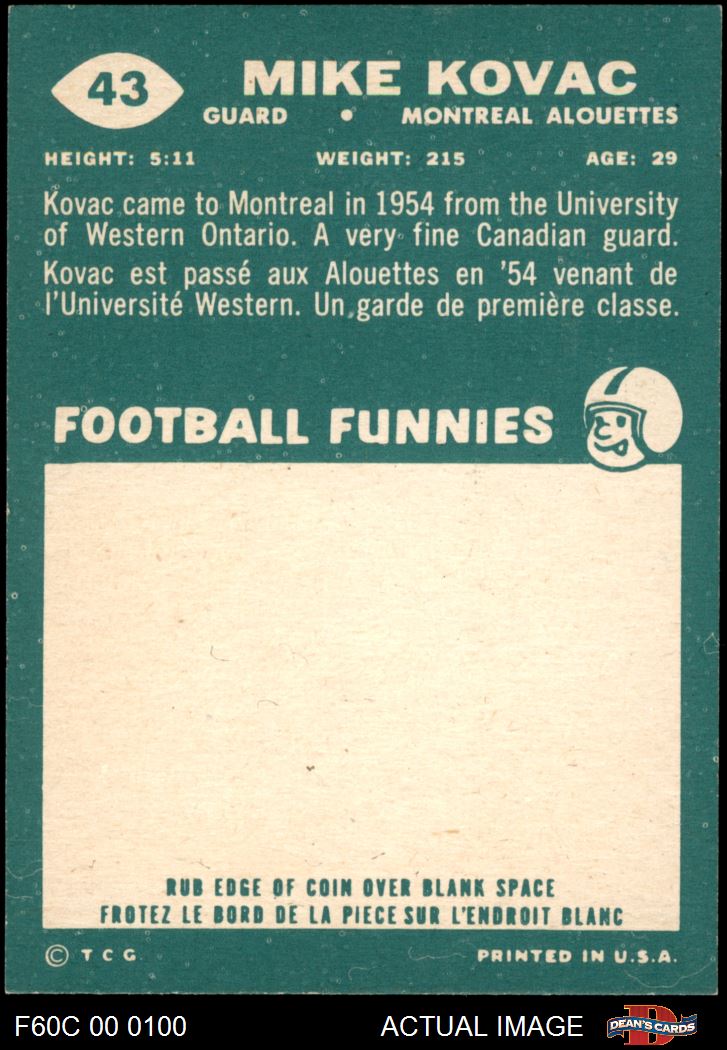 43
MIKE KOVAC
GUARD • MONTREAL ALOUETTES
HEIGHT: 5:11 WEIGHT: 215 AGE: 29
Kovac came to Montreal in 1954 from the University
of Western Ontario. A very fine Canadian guard.
Kovac est passé aux Alouettes en '54 venant de
l'Université Western. Un garde de première classe.
FOOTBALL FUNNIES
RUB EDGE OF COIN OVER BLANK SPACE
FROTEZ LE BORD DE LA PIECE SUR L'ENDROIT BLANC
© T C G. PRINTED IN U.S.A.
F60C 00 0100 ACTUAL IMAGE DEAN'S CARDS